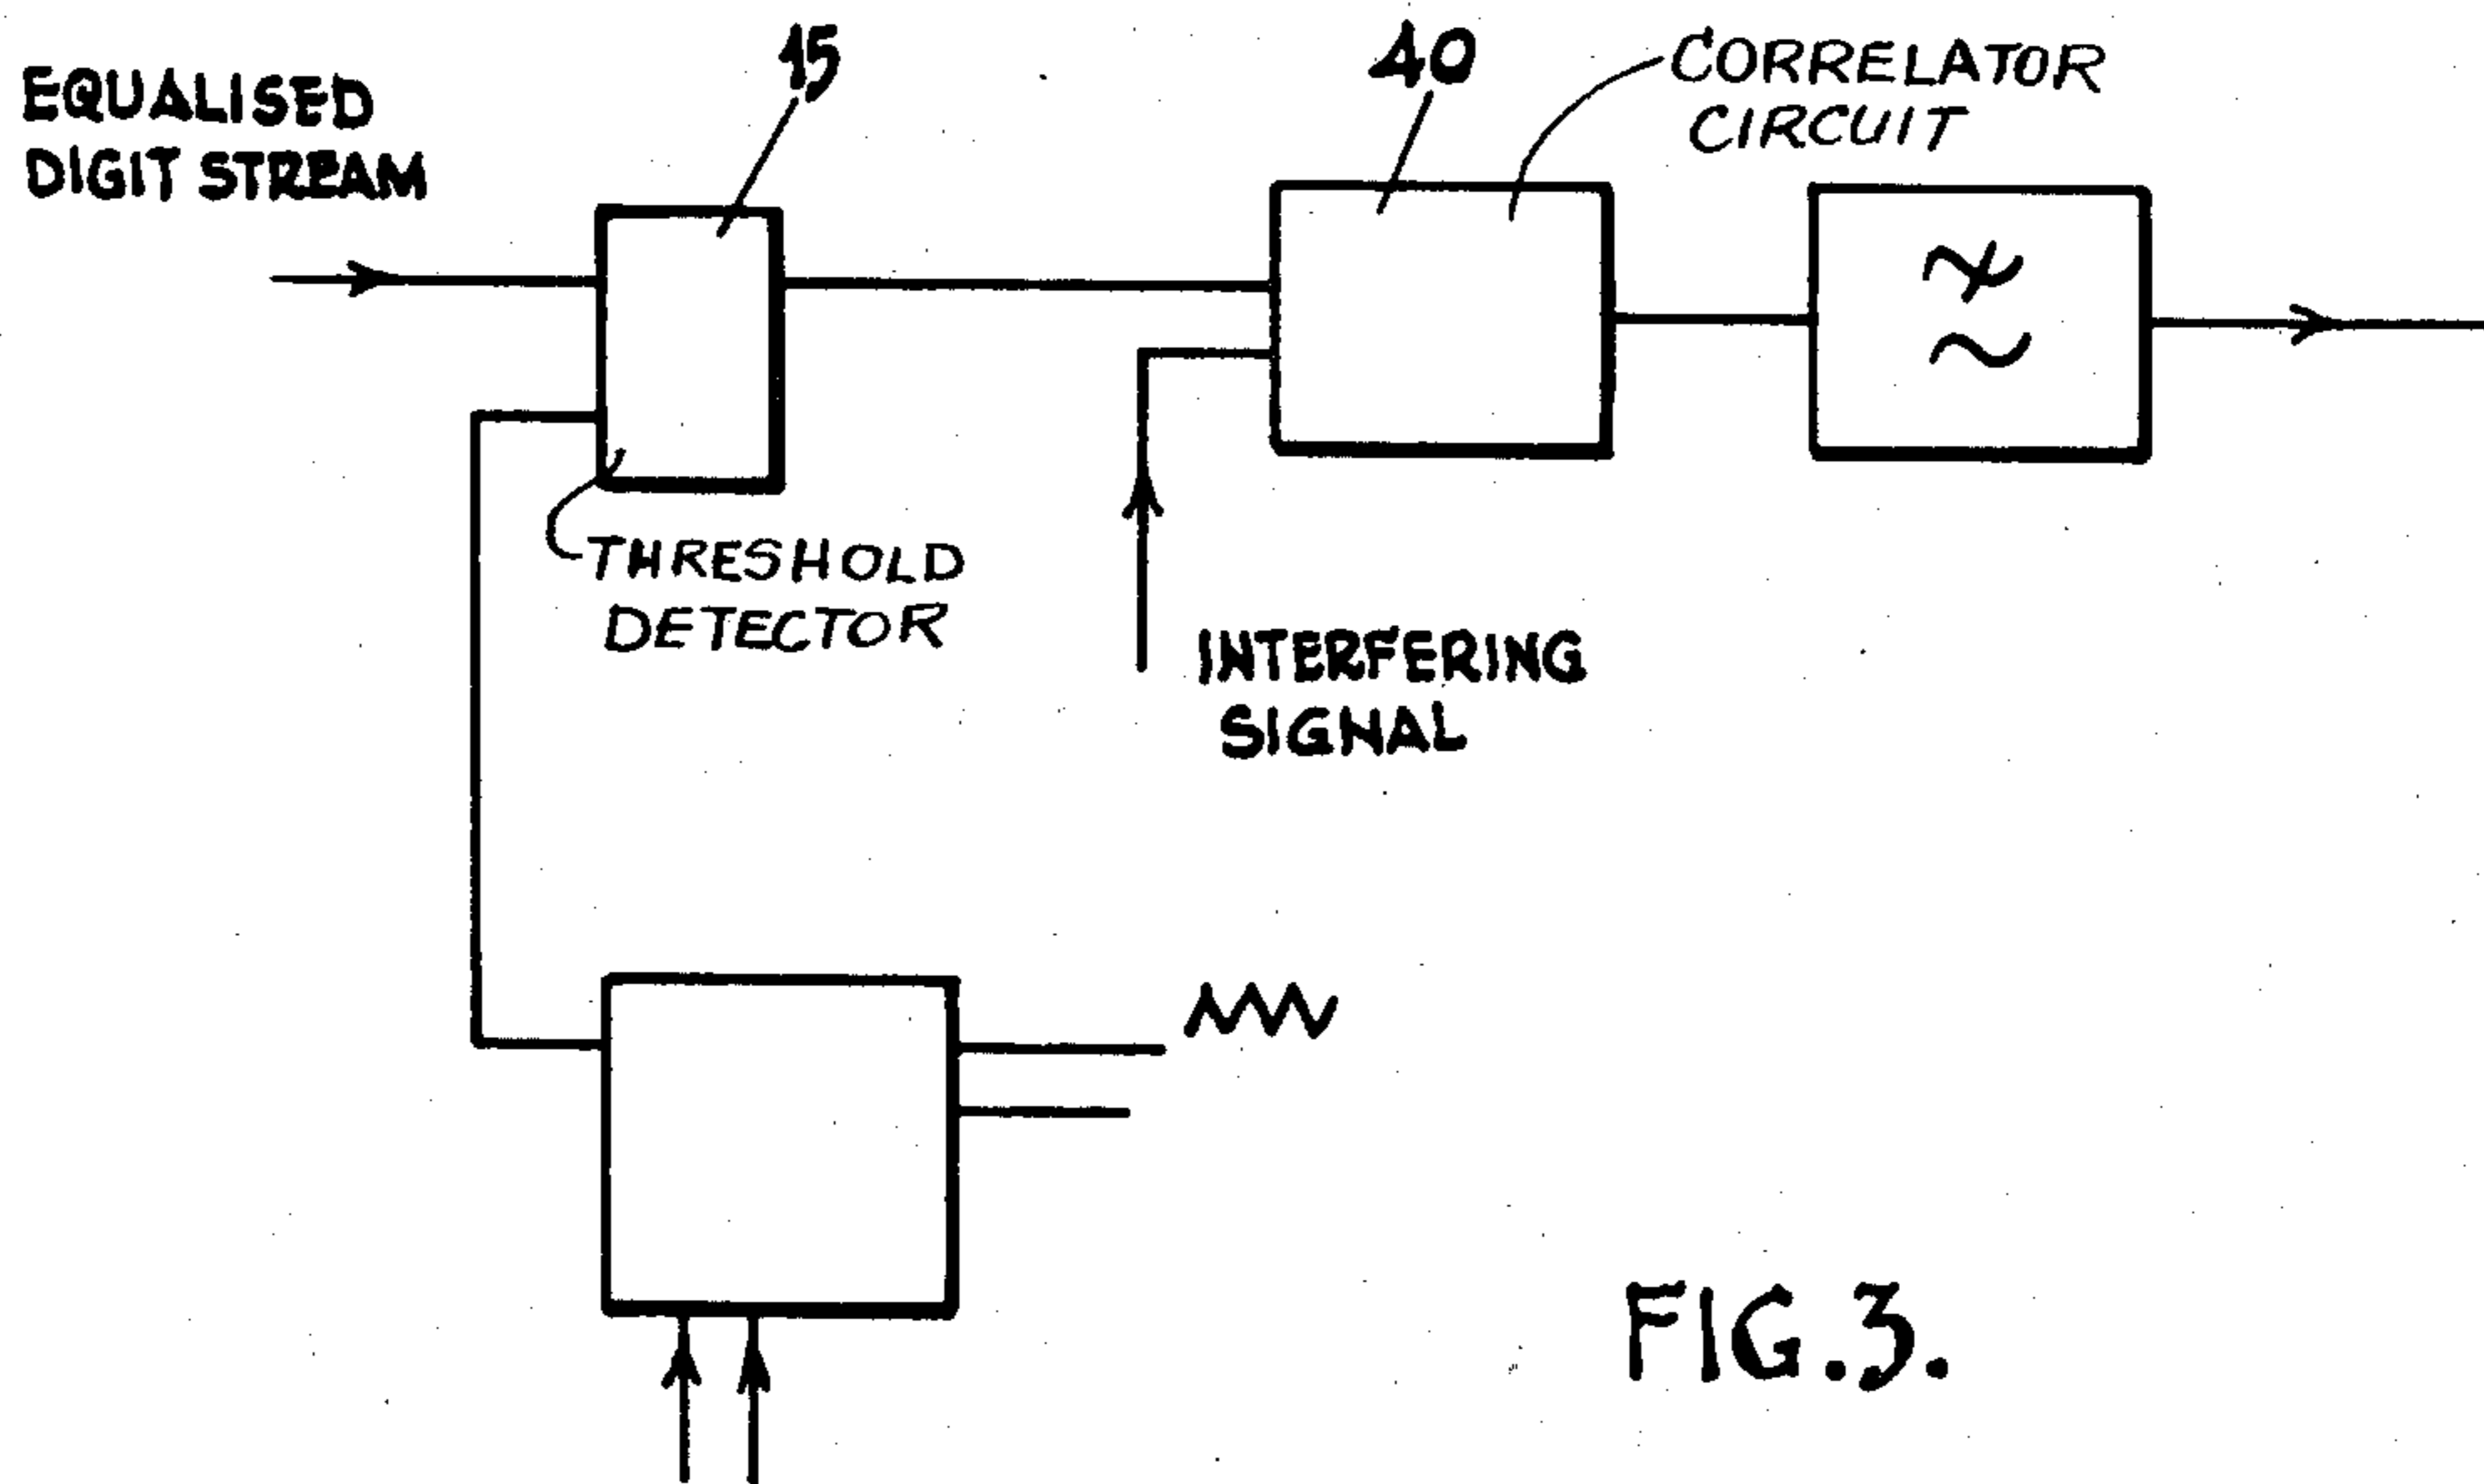 EQUALISED
DIGIT STREAM
15
40
CORRELATOR
CIRCUIT
THRESHOLD
DETECTOR
INTERFERING
SIGNAL
FIG.3.